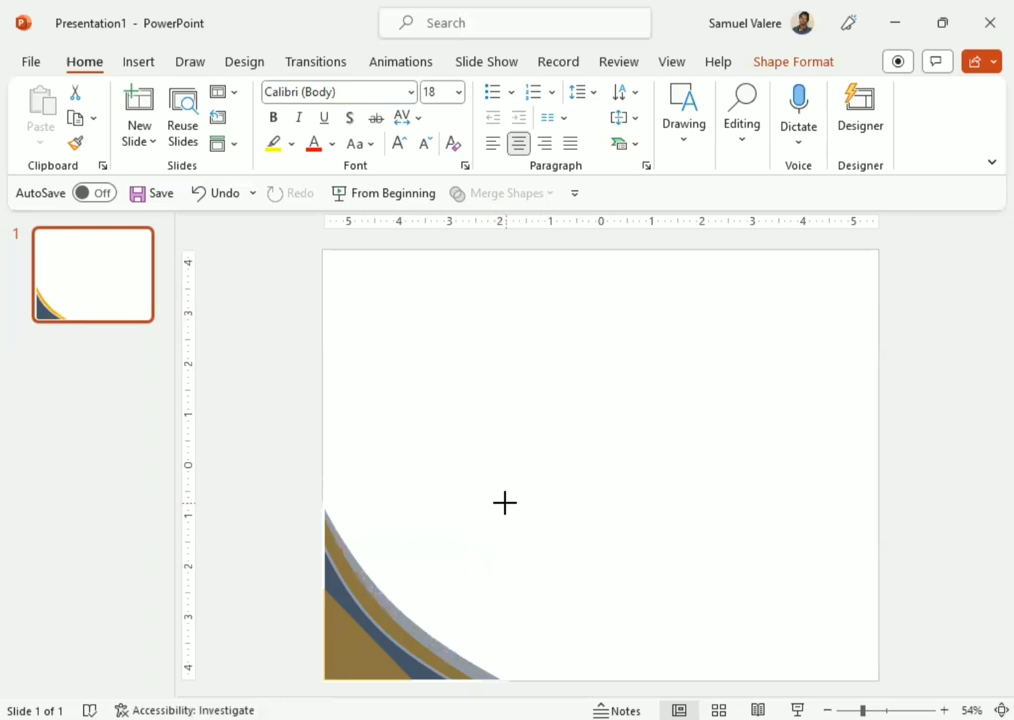 Presentation1 - PowerPoint
Search
Samuel Valere
File Home Insert Draw Design Transitions Animations Slide Show Record Review View Help Shape Format
Paste
New Slides
Reuse Slides
Calibri (Body) 18
B I U S ab AV
A Aa A A A
Drawing
Editing
Dictate
Designer
Clipboard Slides Font Paragraph Voice Designer
AutoSave Off Save Undo Redo From Beginning Merge Shapes
1
5 4 3 2 1 0 1 2 3 4 5
4
3
2
1
0
1
2
3
4
Slide 1 of 1 Accessibility: Investigate Notes 54%